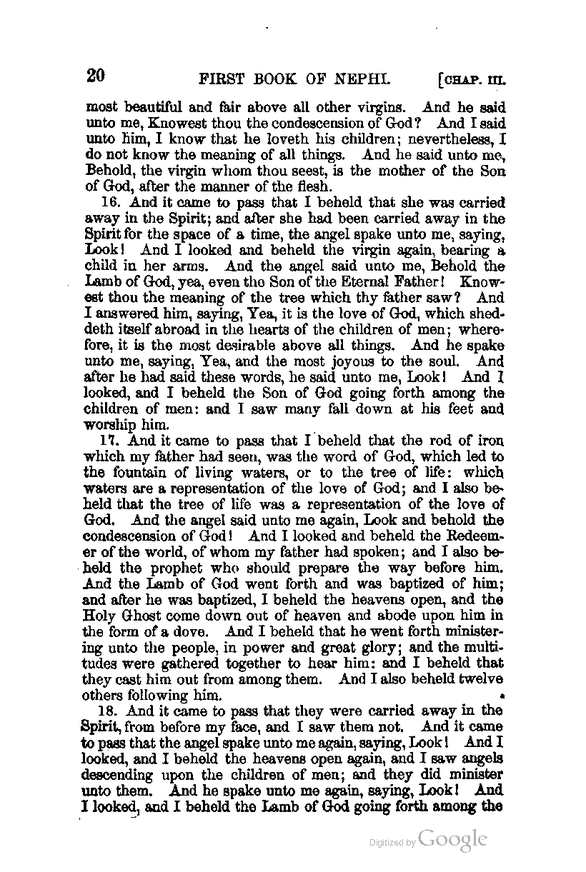 20 FIRST BOOK OF NEPHI. [CHAP. III.
most beautiful and fair above all other virgins. And he said
unto me, Knowest thou the condescension of God? And I said
unto him, I know that he loveth his children; nevertheless, I
do not know the meaning of all things. And he said unto me,
Behold, the virgin whom thou seest, is the mother of the Son
of God, after the manner of the flesh.
16. And it came to pass that I beheld that she was carried
away in the Spirit; and after she had been carried away in the
Spirit for the space of a time, the angel spake unto me, saying,
Look! And I looked and beheld the virgin again, bearing a
child in her arms. And the angel said unto me, Behold the
Lamb of God, yea, even the Son of the Eternal Father! Know-
est thou the meaning of the tree which thy father saw? And
I answered him, saying, Yea, it is the love of God, which shed-
deth itself abroad in the hearts of the children of men; where-
fore, it is the most desirable above all things. And he spake
unto me, saying, Yea, and the most joyous to the soul. And
after he had said these words, he said unto me, Look! And I
looked, and I beheld the Son of God going forth among the
children of men: and I saw many fall down at his feet and
worship him.
17. And it came to pass that I beheld that the rod of iron
which my father had seen, was the word of God, which led to
the fountain of living waters, or to the tree of life: which
waters are a representation of the love of God; and I also be-
held that the tree of life was a representation of the love of
God. And the angel said unto me again, Look and behold the
condescension of God! And I looked and beheld the Redeem-
er of the world, of whom my father had spoken; and I also be-
held the prophet who should prepare the way before him.
And the Lamb of God went forth and was baptized of him;
and after he was baptized, I beheld the heavens open, and the
Holy Ghost come down out of heaven and abode upon him in
the form of a dove. And I beheld that he went forth minister-
ing unto the people, in power and great glory; and the multi-
tudes were gathered together to hear him: and I beheld that
they cast him out from among them. And I also beheld twelve
others following him.
18. And it came to pass that they were carried away in the
Spirit, from before my face, and I saw them not. And it came
to pass that the angel spake unto me again, saying, Look! And I
looked, and I beheld the heavens open again, and I saw angels
descending upon the children of men; and they did minister
unto them. And he spake unto me again, saying, Look! And
I looked, and I beheld the Lamb of God going forth among the
Digitized by Google